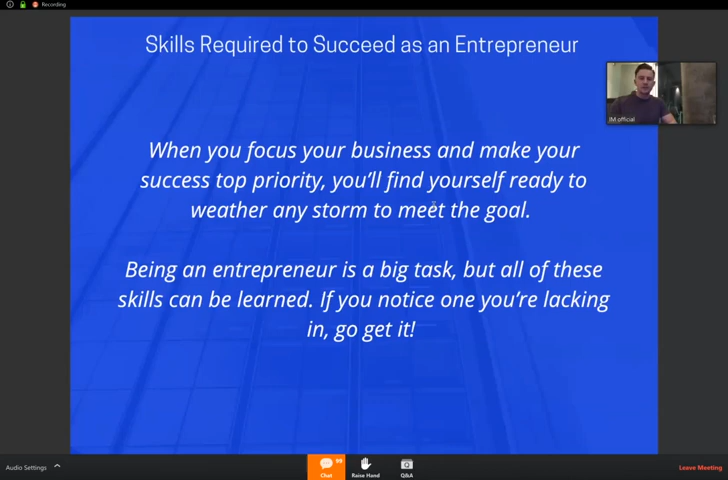 Recording
Skills Required to Succeed as an Entrepreneur
JM official
When you focus your business and make your
success top priority, you'll find yourself ready to
weather any storm to meet the goal.
Being an entrepreneur is a big task, but all of these
skills can be learned. If you notice one you're lacking
in, go get it!
Audio Settings
99
Chat
Raise Hand
Q&A
Leave Meeting